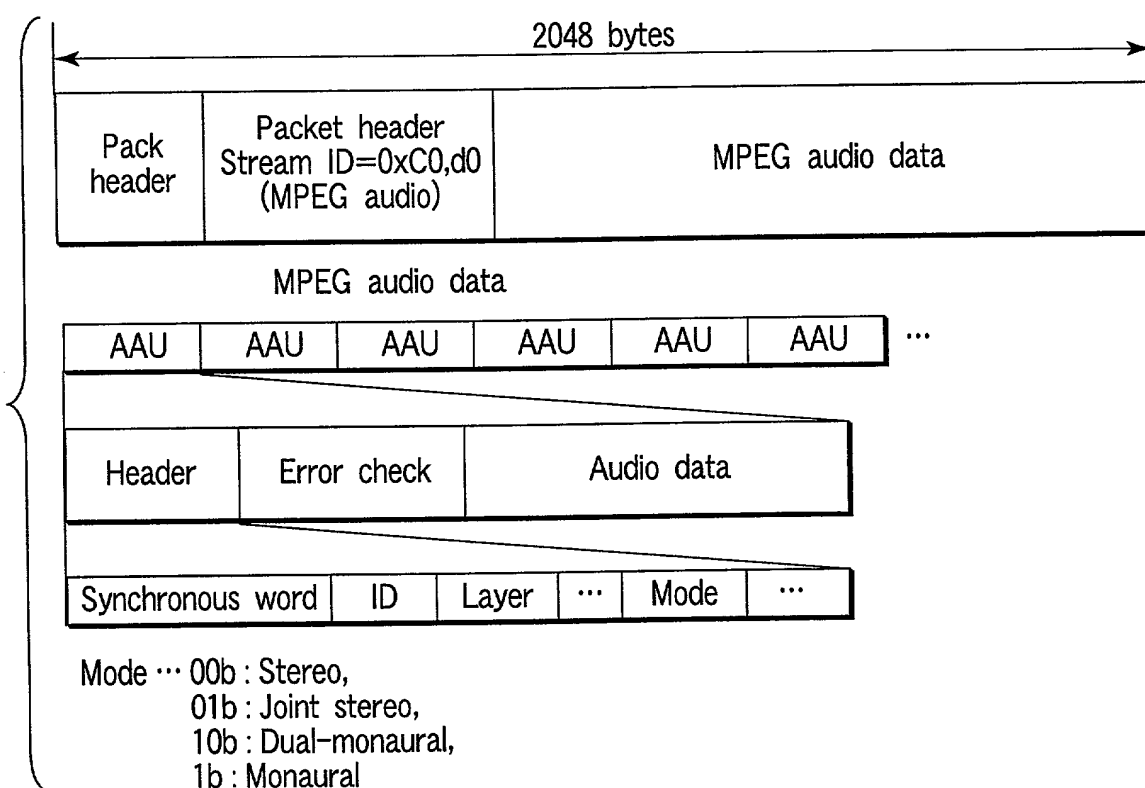 2048 bytes
Pack
header
Packet header
Stream ID=0xC0,d0
(MPEG audio)
MPEG audio data
MPEG audio data
AAU AAU AAU AAU AAU AAU …
Header Error check Audio data
Synchronous word ID Layer … Mode …
Mode … 00b : Stereo,
01b : Joint stereo,
10b : Dual-monaural,
1b : Monaural